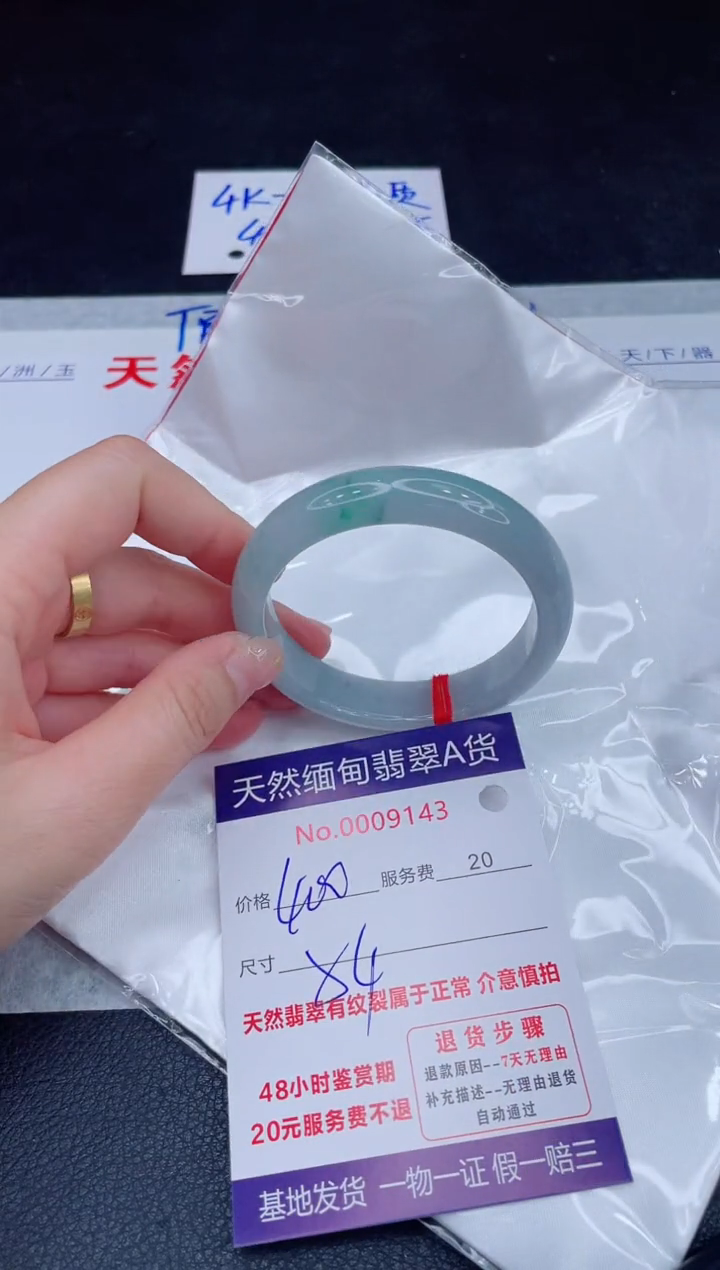 4K
质
4
/洲/玉
天
天/下/器
天然缅甸翡翠A货
No.0009143
价格 400 服务费 20
尺寸
天然翡翠有纹裂属于正常 介意慎拍
48小时鉴赏期
20元服务费不退
退货步骤
退款原因--7天无理由
补充描述--无理由退货
自动通过
基地发货 一物一证 假一赔三